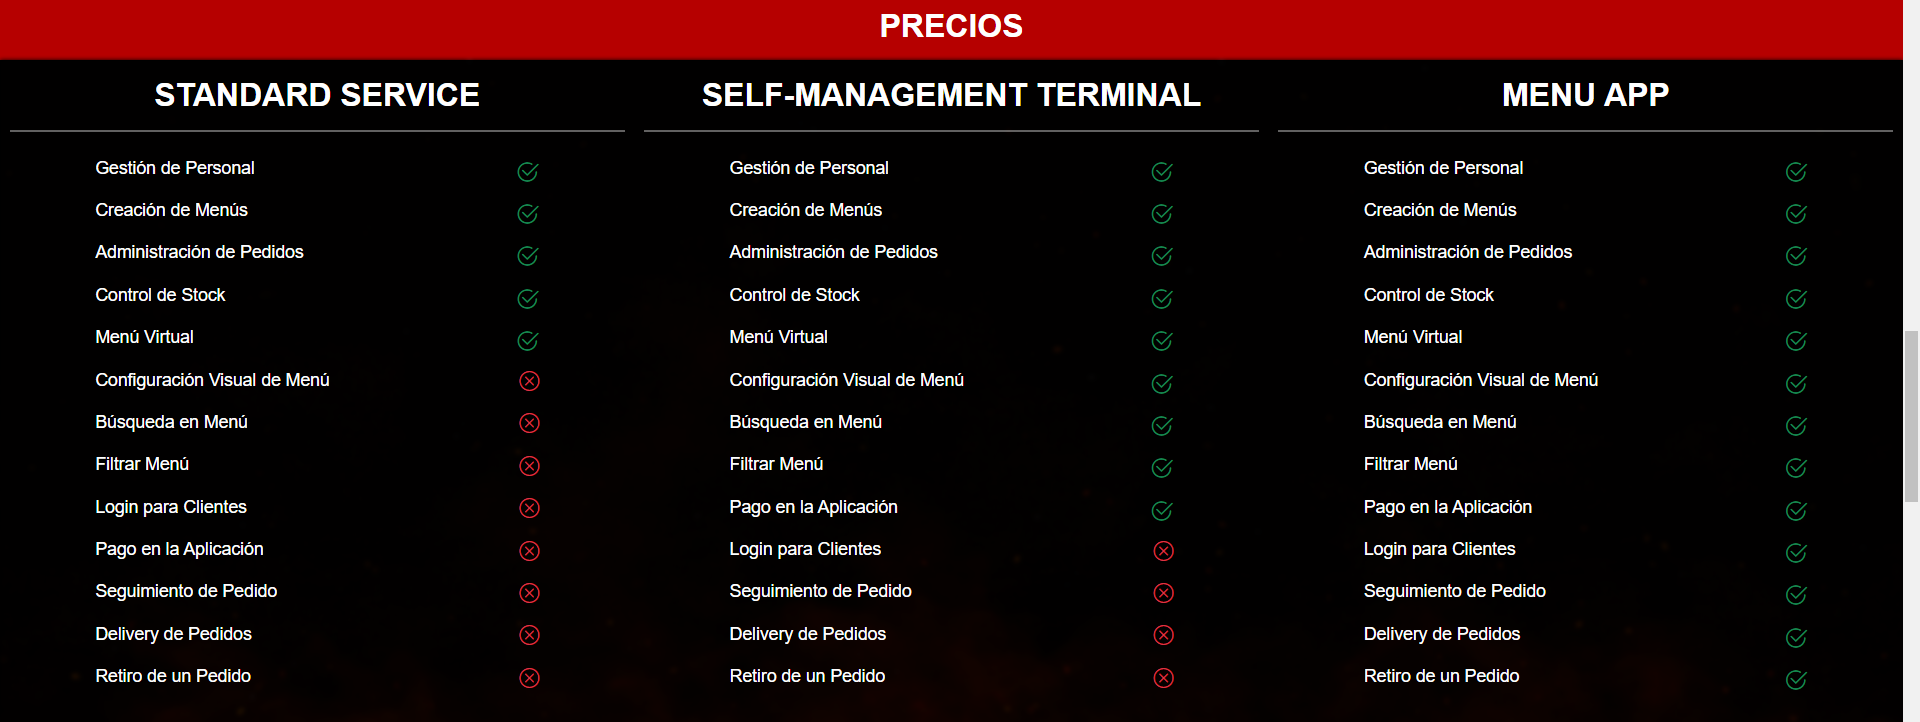 PRECIOS
STANDARD SERVICE
Gestión de Personal
Creación de Menús
Administración de Pedidos
Control de Stock
Menú Virtual
Configuración Visual de Menú
Búsqueda en Menú
Filtrar Menú
Login para Clientes
Pago en la Aplicación
Seguimiento de Pedido
Delivery de Pedidos
Retiro de un Pedido
SELF-MANAGEMENT TERMINAL
Gestión de Personal
Creación de Menús
Administración de Pedidos
Control de Stock
Menú Virtual
Configuración Visual de Menú
Búsqueda en Menú
Filtrar Menú
Pago en la Aplicación
Login para Clientes
Seguimiento de Pedido
Delivery de Pedidos
Retiro de un Pedido
MENU APP
Gestión de Personal
Creación de Menús
Administración de Pedidos
Control de Stock
Menú Virtual
Configuración Visual de Menú
Búsqueda en Menú
Filtrar Menú
Pago en la Aplicación
Login para Clientes
Seguimiento de Pedido
Delivery de Pedidos
Retiro de un Pedido